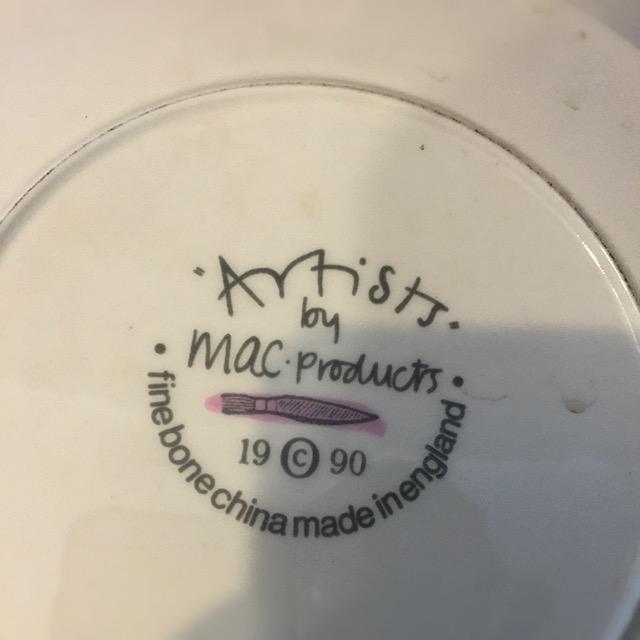 Artists
by
mac. products
19 © 90
fine bone china made in england